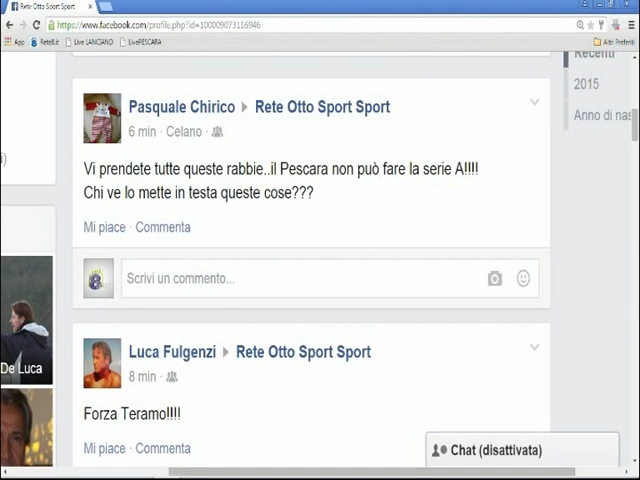 Rete Otto Sport Sport
https://www.facebook.com/profile.php?id=100009073116946
App
Rete8.it
Live LANCIANO
LivePESCARA
Altri Preferiti
Recenti
2015
Anno di nas
Pasquale Chirico Rete Otto Sport Sport
6 min · Celano ·
Vi prendete tutte queste rabbie..il Pescara non può fare la serie A!!!!
Chi ve lo mette in testa queste cose???
Mi piace · Commenta
Scrivi un commento...
Luca Fulgenzi Rete Otto Sport Sport
8 min ·
Forza Teramo!!!!
Mi piace · Commenta
De Luca
Chat (disattivata)